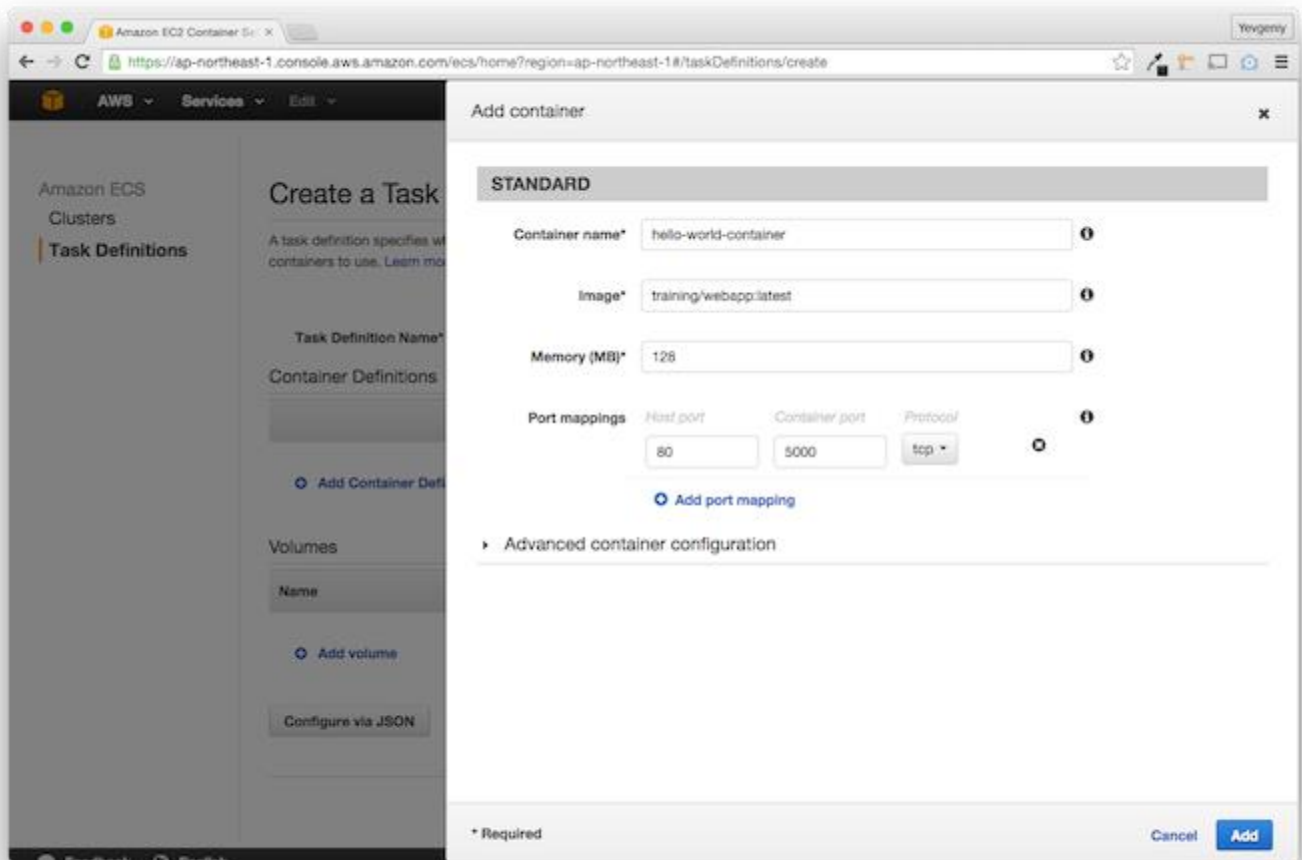 Amazon EC2 Container Se
Yevgeniy
https://ap-northeast-1.console.aws.amazon.com/ecs/home?region=ap-northeast-1#/taskDefinitions/create
AWS Services Edit
Add container
Amazon ECS
Clusters
Task Definitions
Create a Task
A task definition specifies wh
containers to use. Learn mo
Task Definition Name*
Container Definitions
Add Container Defi
Volumes
Name
Add volume
Configure via JSON
STANDARD
Container name* hello-world-container
Image* training/webapp:latest
Memory (MB)* 128
Port mappings Host port Container port Protocol
80 5000 tcp
Add port mapping
Advanced container configuration
* Required
Cancel Add
English